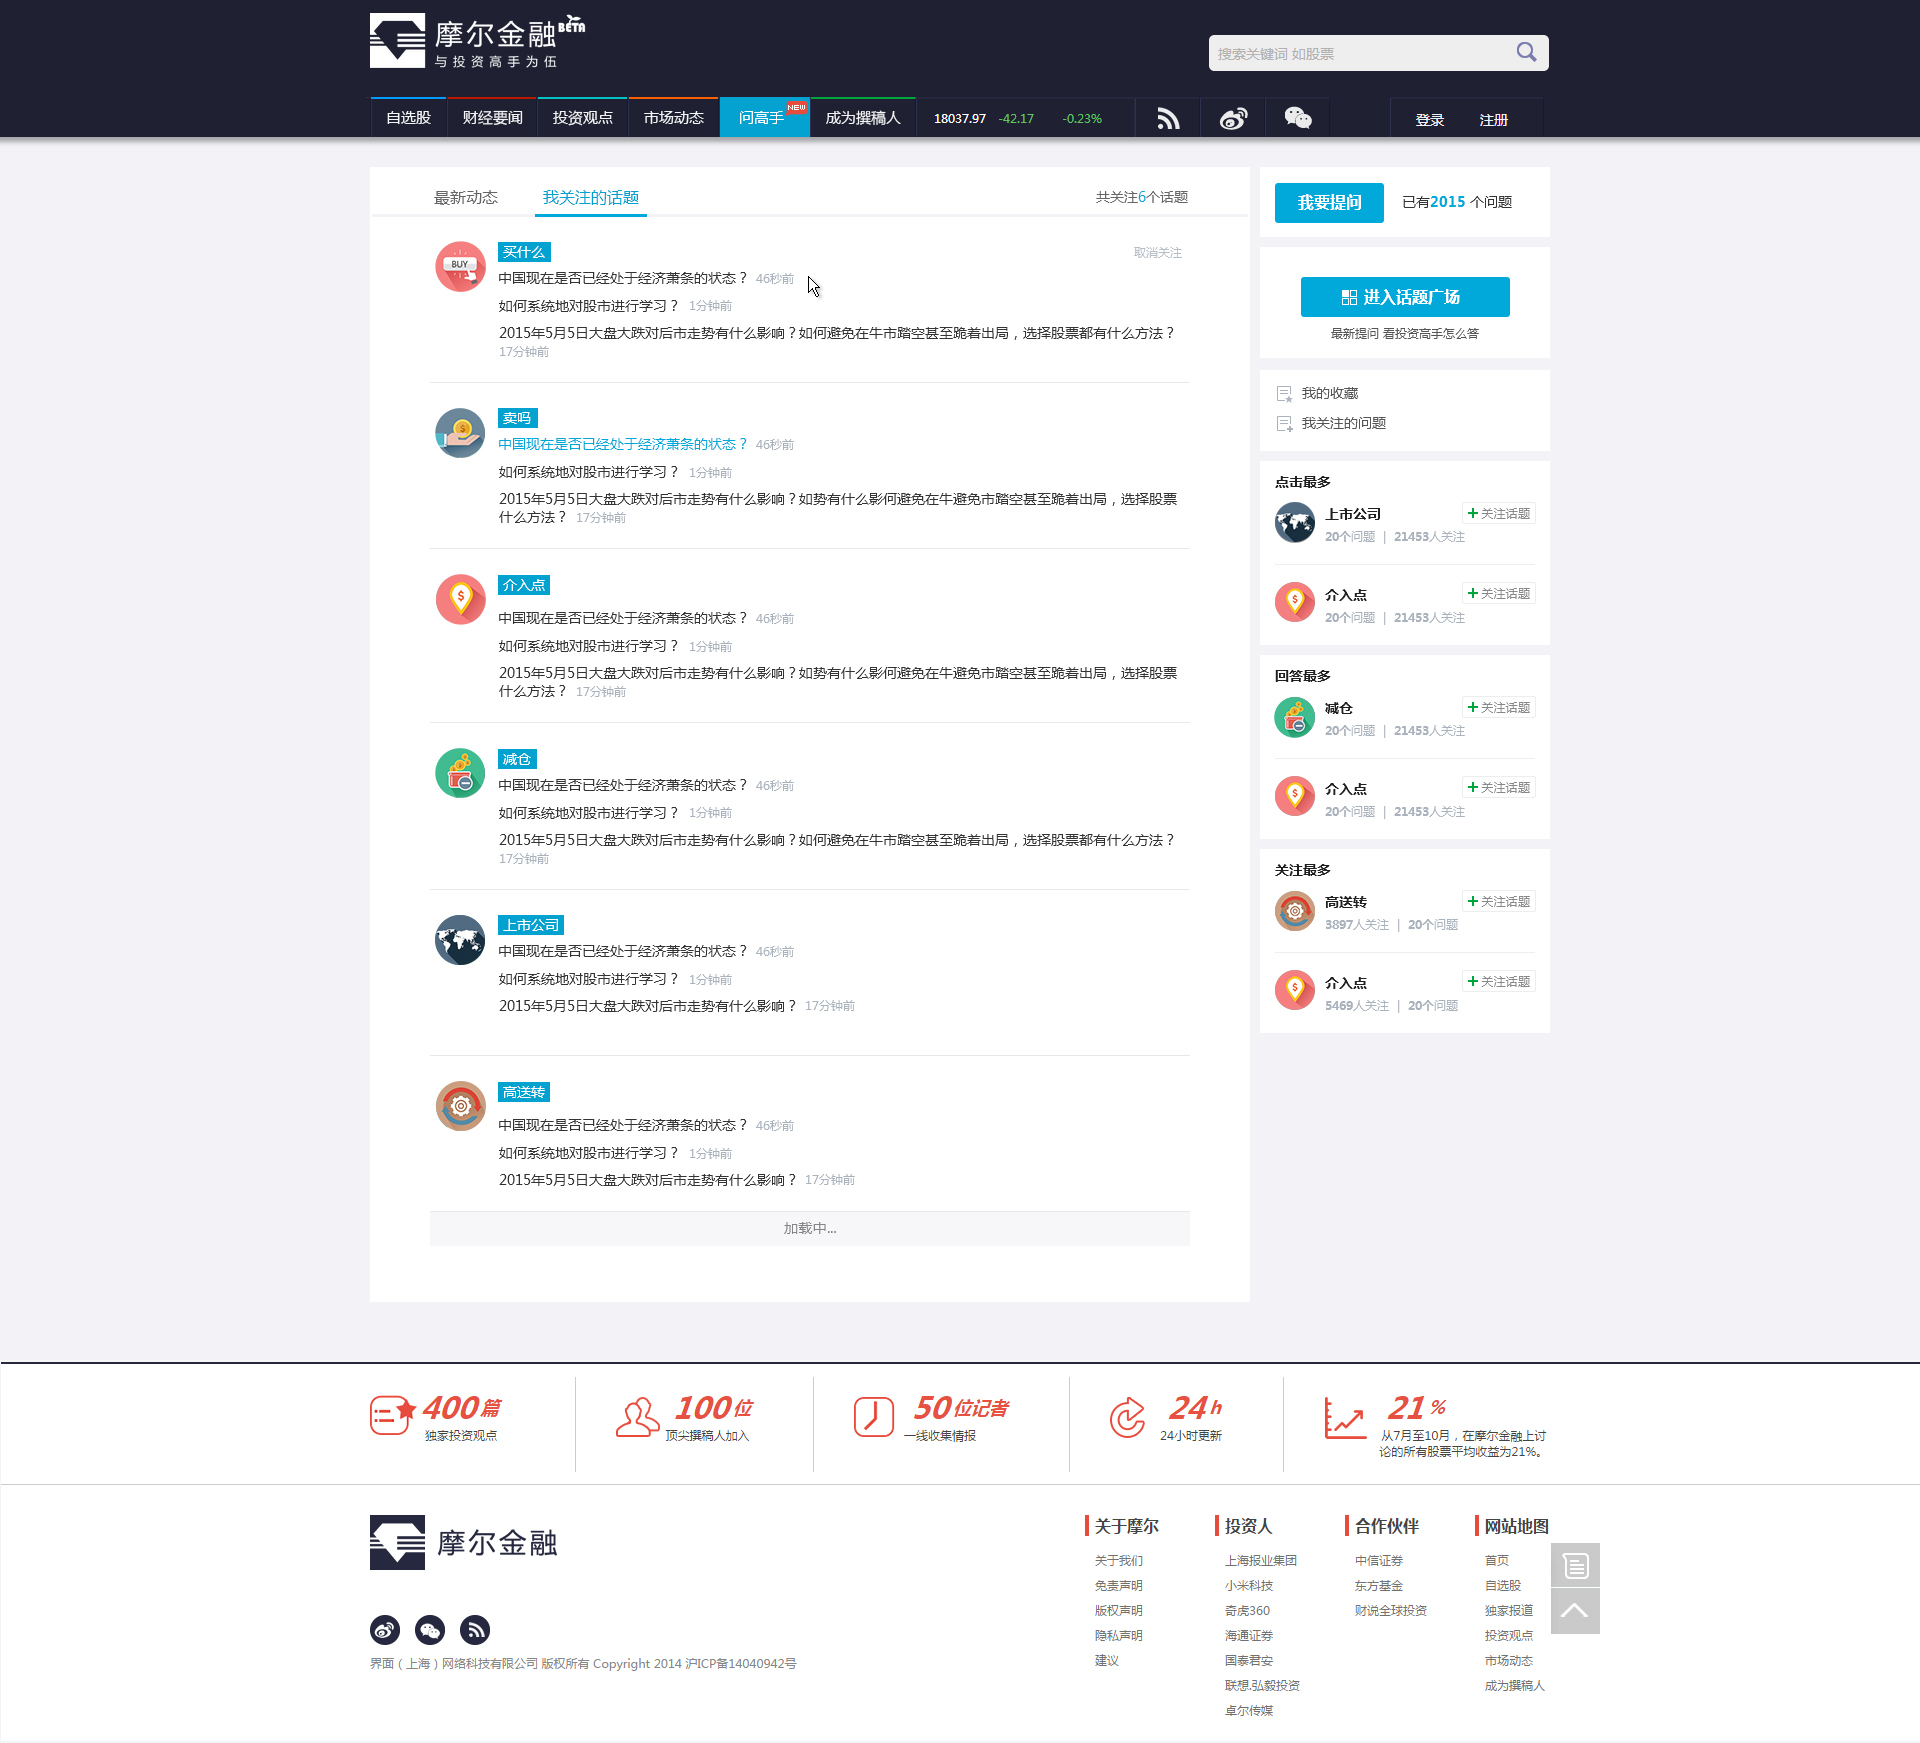 摩尔金融 BETA
与投资高手为伍
搜索关键词 如股票
自选股 财经要闻 投资观点 市场动态 问高手 NEW 成为撰稿人 18037.97 -42.17 -0.23% 登录 注册
最新动态 我关注的话题 共关注6个话题
BUY
买什么 取消关注
中国现在是否已经处于经济萧条的状态？ 46秒前
如何系统地对股市进行学习？ 1分钟前
2015年5月5日大盘大跌对后市走势有什么影响？如何避免在牛市踏空甚至跪着出局，选择股票都有什么方法？
17分钟前
卖吗
中国现在是否已经处于经济萧条的状态？ 46秒前
如何系统地对股市进行学习？ 1分钟前
2015年5月5日大盘大跌对后市走势有什么影响？如势有什么影何避免在牛避免市踏空甚至跪着出局，选择股票
什么方法？ 17分钟前
介入点
中国现在是否已经处于经济萧条的状态？ 46秒前
如何系统地对股市进行学习？ 1分钟前
2015年5月5日大盘大跌对后市走势有什么影响？如势有什么影何避免在牛避免市踏空甚至跪着出局，选择股票
什么方法？ 17分钟前
减仓
中国现在是否已经处于经济萧条的状态？ 46秒前
如何系统地对股市进行学习？ 1分钟前
2015年5月5日大盘大跌对后市走势有什么影响？如何避免在牛市踏空甚至跪着出局，选择股票都有什么方法？
17分钟前
上市公司
中国现在是否已经处于经济萧条的状态？ 46秒前
如何系统地对股市进行学习？ 1分钟前
2015年5月5日大盘大跌对后市走势有什么影响？ 17分钟前
高送转
中国现在是否已经处于经济萧条的状态？ 46秒前
如何系统地对股市进行学习？ 1分钟前
2015年5月5日大盘大跌对后市走势有什么影响？ 17分钟前
加载中...
我要提问 已有2015 个问题
进入话题广场
最新提问 看投资高手怎么答
我的收藏
我关注的问题
点击最多
上市公司 +关注话题
20个问题 | 21453人关注
介入点 +关注话题
20个问题 | 21453人关注
回答最多
减仓 +关注话题
20个问题 | 21453人关注
介入点 +关注话题
20个问题 | 21453人关注
关注最多
高送转 +关注话题
3897人关注 | 20个问题
介入点 +关注话题
5469人关注 | 20个问题
400篇
独家投资观点
100位
顶尖撰稿人加入
50位记者
一线收集情报
24h
24小时更新
21%
从7月至10月，在摩尔金融上讨
论的所有股票平均收益为21%。
摩尔金融
界面（上海）网络科技有限公司 版权所有 Copyright 2014 沪ICP备14040942号
关于摩尔
关于我们
免责声明
版权声明
隐私声明
建议
投资人
上海报业集团
小米科技
奇虎360
海通证券
国泰君安
联想.弘毅投资
卓尔传媒
合作伙伴
中信证券
东方基金
财说全球投资
网站地图
首页
自选股
独家报道
投资观点
市场动态
成为撰稿人